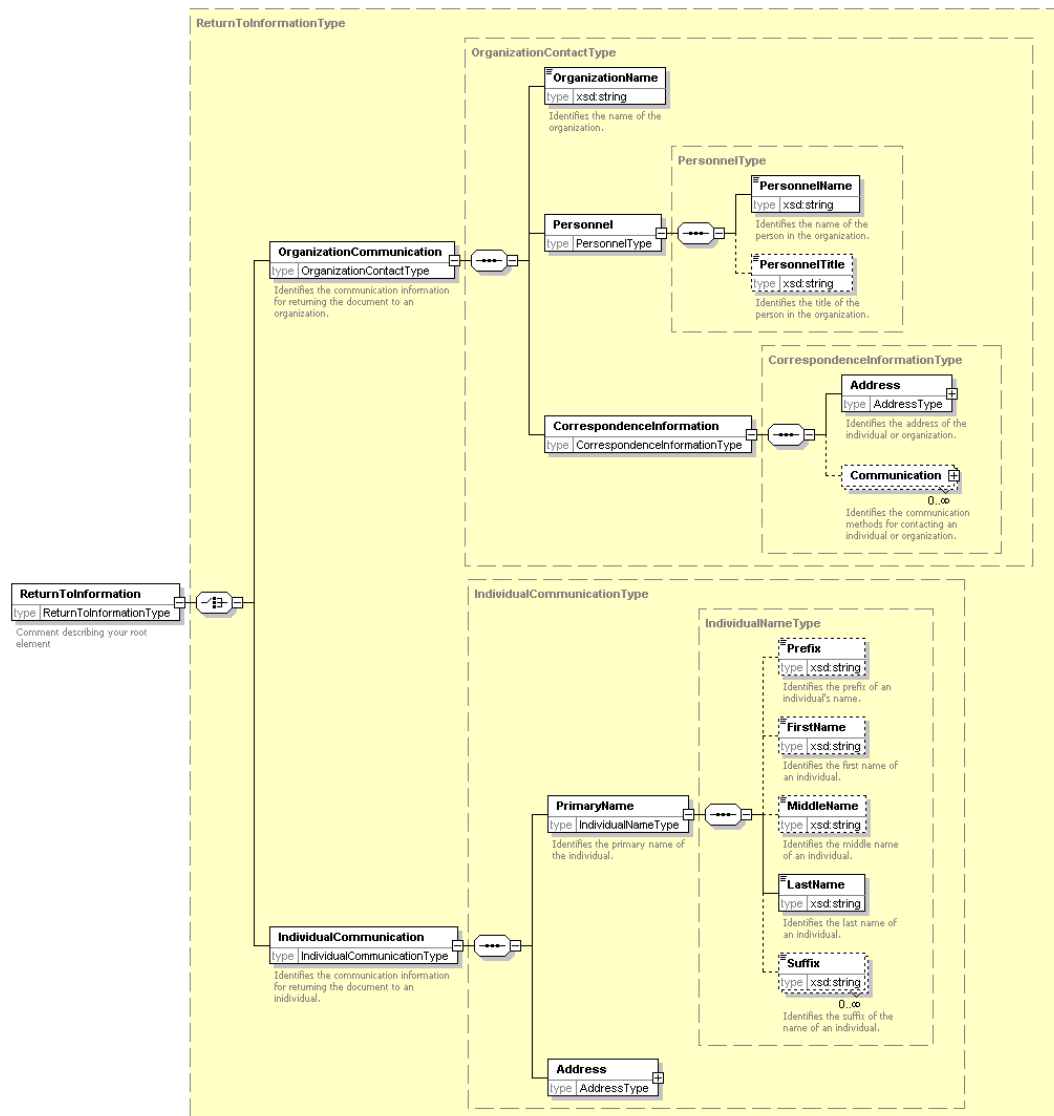 ReturnToInformationType
OrganizationContactType
OrganizationName
type xsd:string
Identifies the name of the
organization.
PersonnelType
PersonnelName
type xsd:string
Identifies the name of the
person in the organization.
Personnel
type PersonnelType
PersonnelTitle
type xsd:string
Identifies the title of the
person in the organization.
OrganizationCommunication
type OrganizationContactType
Identifies the communication information
for returning the document to an
organization.
CorrespondenceInformationType
Address
type AddressType
Identifies the address of the
individual or organization.
CorrespondenceInformation
type CorrespondenceInformationType
Communication
0..∞
Identifies the communication
methods for contacting an
individual or organization.
ReturnToInformation
type ReturnToInformationType
Comment describing your root
element
IndividualCommunicationType
IndividualNameType
Prefix
type xsd:string
Identifies the prefix of an
individual's name.
FirstName
type xsd:string
Identifies the first name of
an individual.
PrimaryName
type IndividualNameType
Identifies the primary name of
the individual.
MiddleName
type xsd:string
Identifies the middle name
of an individual.
LastName
type xsd:string
Identifies the last name of
an individual.
IndividualCommunication
type IndividualCommunicationType
Identifies the communication information
for returning the document to an
inidividual.
Suffix
type xsd:string
0..∞
Identifies the suffix of the
name of an individual.
Address
type AddressType